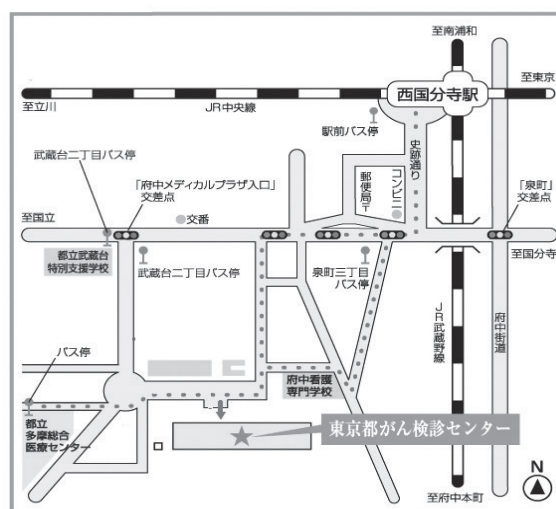 至南浦和
西国分寺駅
至東京
至立川
JR中央線
駅前バス停
史跡通り
武蔵台二丁目バス停
「府中メディカルプラザ入口」
交差点
交番
郵便局〒
コンビニ
「泉町」
交差点
至国立
至国分寺
都立武蔵台
特別支援学校
武蔵台二丁目バス停
泉町三丁目
バス停
JR武蔵野線
府中街道
バス停
府中看護
専門学校
都立
多摩総合
医療センター
東京都がん検診センター
至府中本町
N